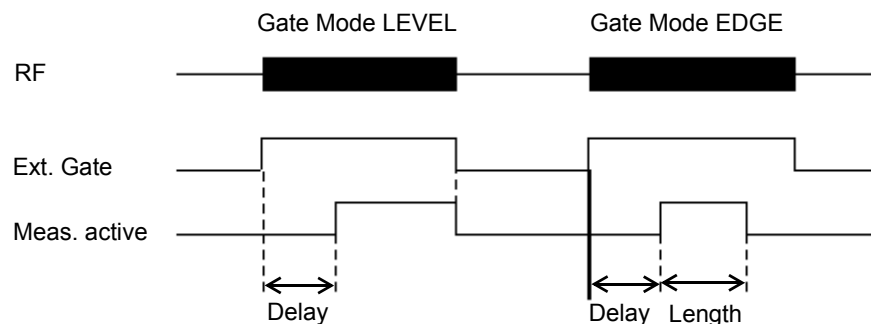 Gate Mode LEVEL Gate Mode EDGE
RF
Ext. Gate
Meas. active
Delay Delay Length